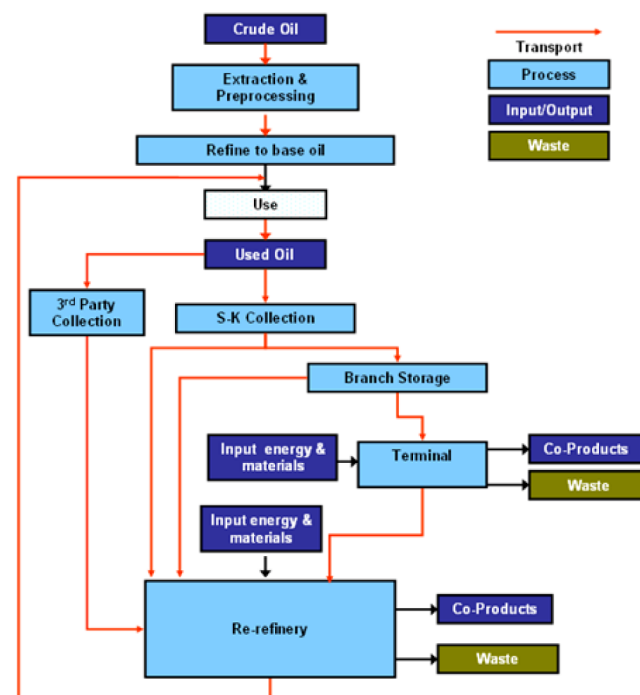 Crude Oil
Transport
Extraction &
Preprocessing
Process
Input/Output
Refine to base oil
Waste
Use
Used Oil
3rd Party
Collection
S-K Collection
Branch Storage
Input energy &
materials
Terminal
Co-Products
Waste
Input energy &
materials
Re-refinery
Co-Products
Waste